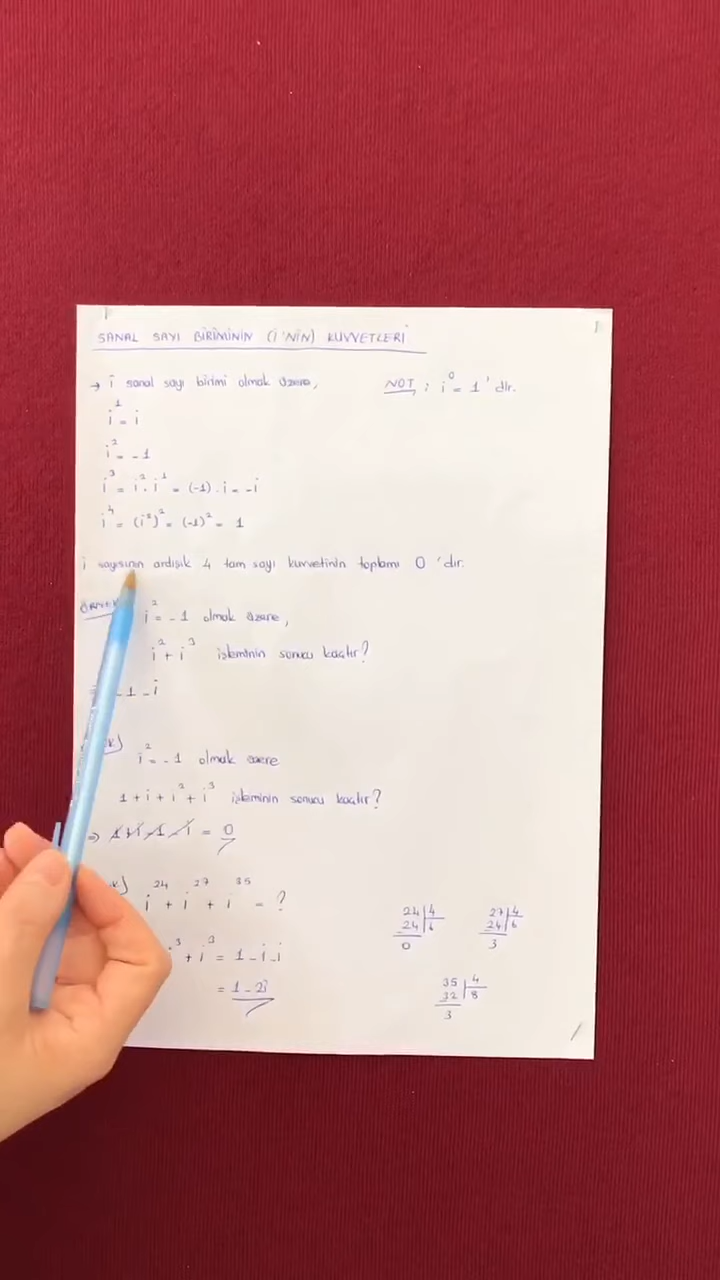 SANAL SAYI BİRİMİNİN (İ'NİN) KUVVETLERİ
→ i sanal sayı birimi olmak üzere,
NOT : i⁰ = 1 'dir.
i¹ = i
i² = -1
i³ = i² . i¹ = (-1) . i = -i
i⁴ = (i²)² = (-1)² = 1
i sayısının ardışık 4 tam sayı kuvvetinin toplamı 0 'dır.
i² = -1 olmak üzere,
i² + i³ işleminin sonucu kaçtır?
= -1 - i
i² = -1 olmak üzere
1 + i + i² + i³ işleminin sonucu kaçtır?
⇒ 1 + i - 1 - i = 0
i²⁴ + i²⁷ + i³⁵ = ?
+ i³ = 1 - i - i
= 1 - 2i
24 | 4
-24 | 6
0
27 | 4
24 | 6
3
35 | 4
32 | 8
3